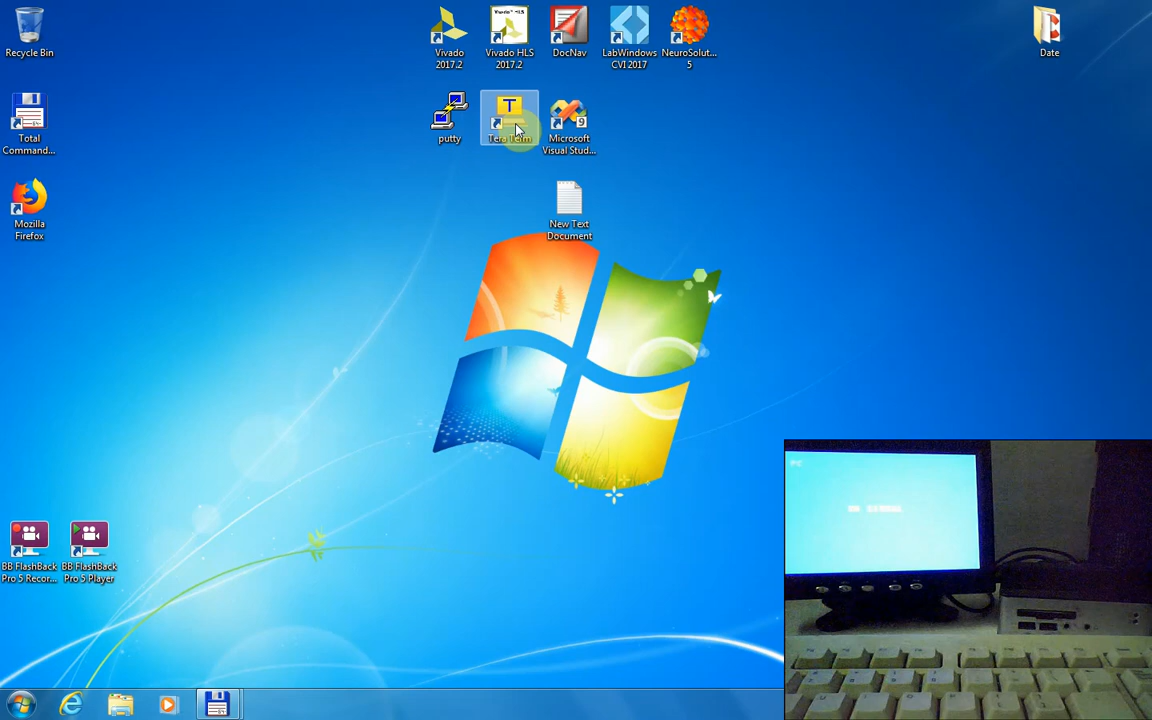 Recycle Bin
Vivado
2017.2
Vivado HLS
2017.2
DocNav
LabWindows
CVI 2017
NeuroSolut...
5
Date
Total
Command...
putty
Tera Term
Microsoft
Visual Stud...
Mozilla
Firefox
New Text
Document
BB FlashBack
Pro 5 Recor...
BB FlashBack
Pro 5 Player
PC